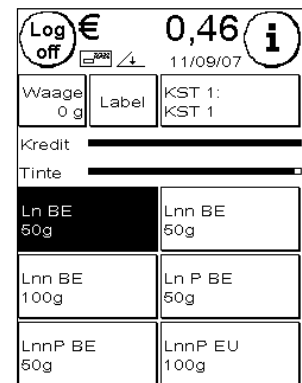 Log off
€ 0,46
i
11/09/07
Waage
0 g
Label
KST 1:
KST 1
Kredit
Tinte
Ln BE
50g
Lnn BE
50g
Lnn BE
100g
Ln P BE
50g
LnnP BE
50g
LnnP EU
100g